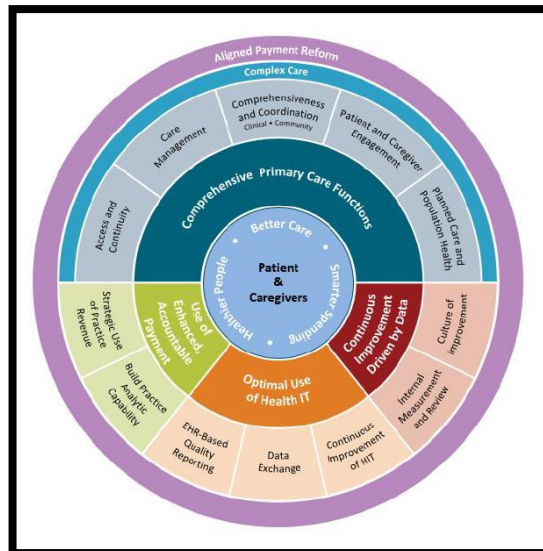 Aligned Payment Reform
Complex Care
Access and
Continuity
Care
Management
Comprehensiveness
and Coordination
Clinical • Community
Patient and Caregiver
Engagement
Planned Care and
Population Health
Comprehensive Primary Care Functions
Healthier People • Better Care • Smarter Spending •
Patient
&
Caregivers
Use of
Enhanced,
Accountable
Payment
Optimal Use
of Health IT
Continuous
Improvement
Driven by Data
Strategic Use
of Practice
Revenue
Build Practice
Analytic
Capability
EHR-Based
Quality
Reporting
Data
Exchange
Continuous
Improvement
of HIT
Internal
Measurement
and Review
Culture of
improvement